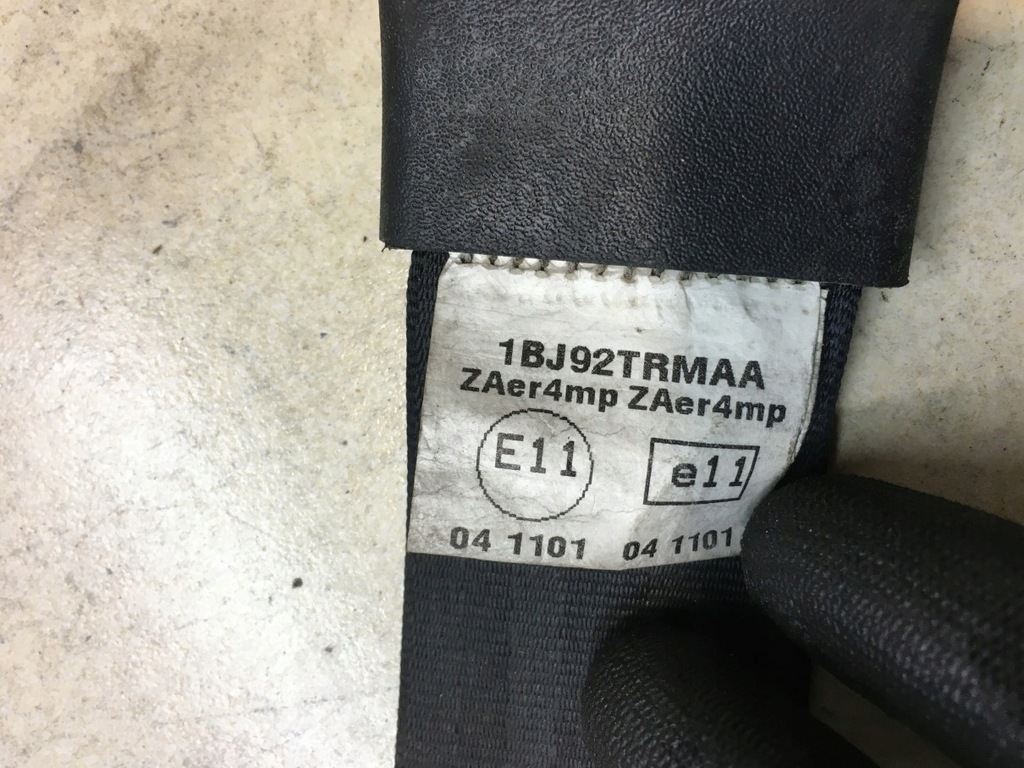 1BJ92TRMAA
ZAer4mp ZAer4mp
E11 e11
04 1101 04 1101